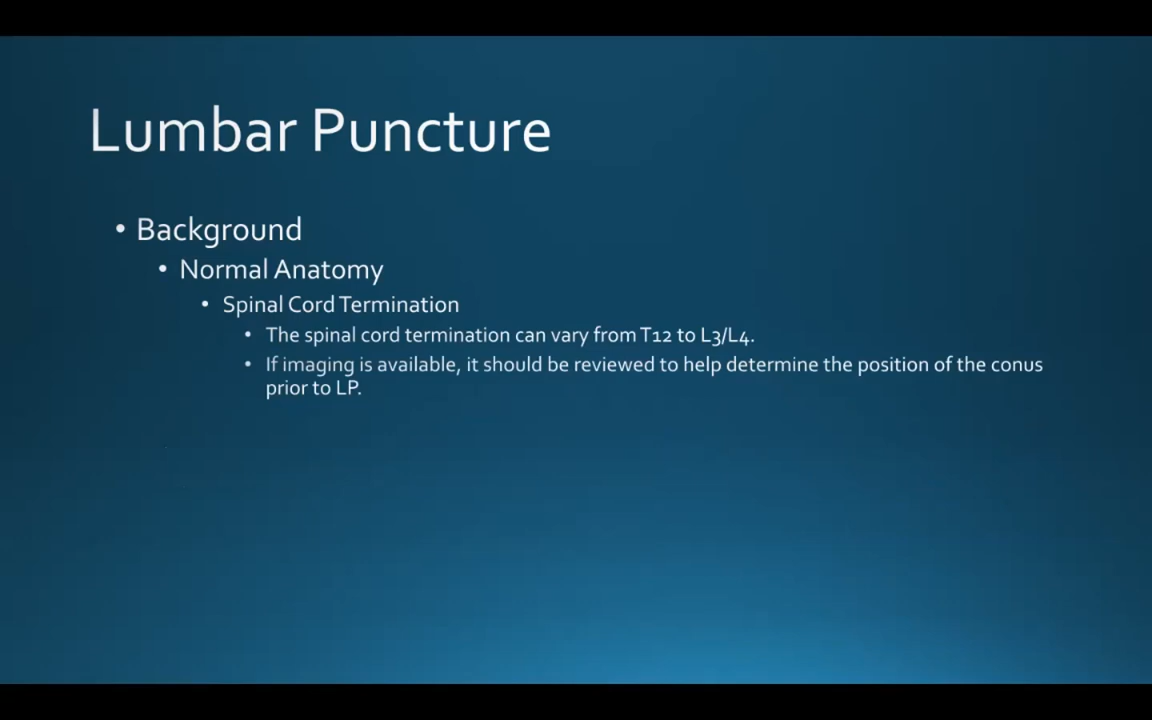 Lumbar Puncture
• Background
• Normal Anatomy
• Spinal Cord Termination
• The spinal cord termination can vary from T12 to L3/L4.
• If imaging is available, it should be reviewed to help determine the position of the conus
prior to LP.